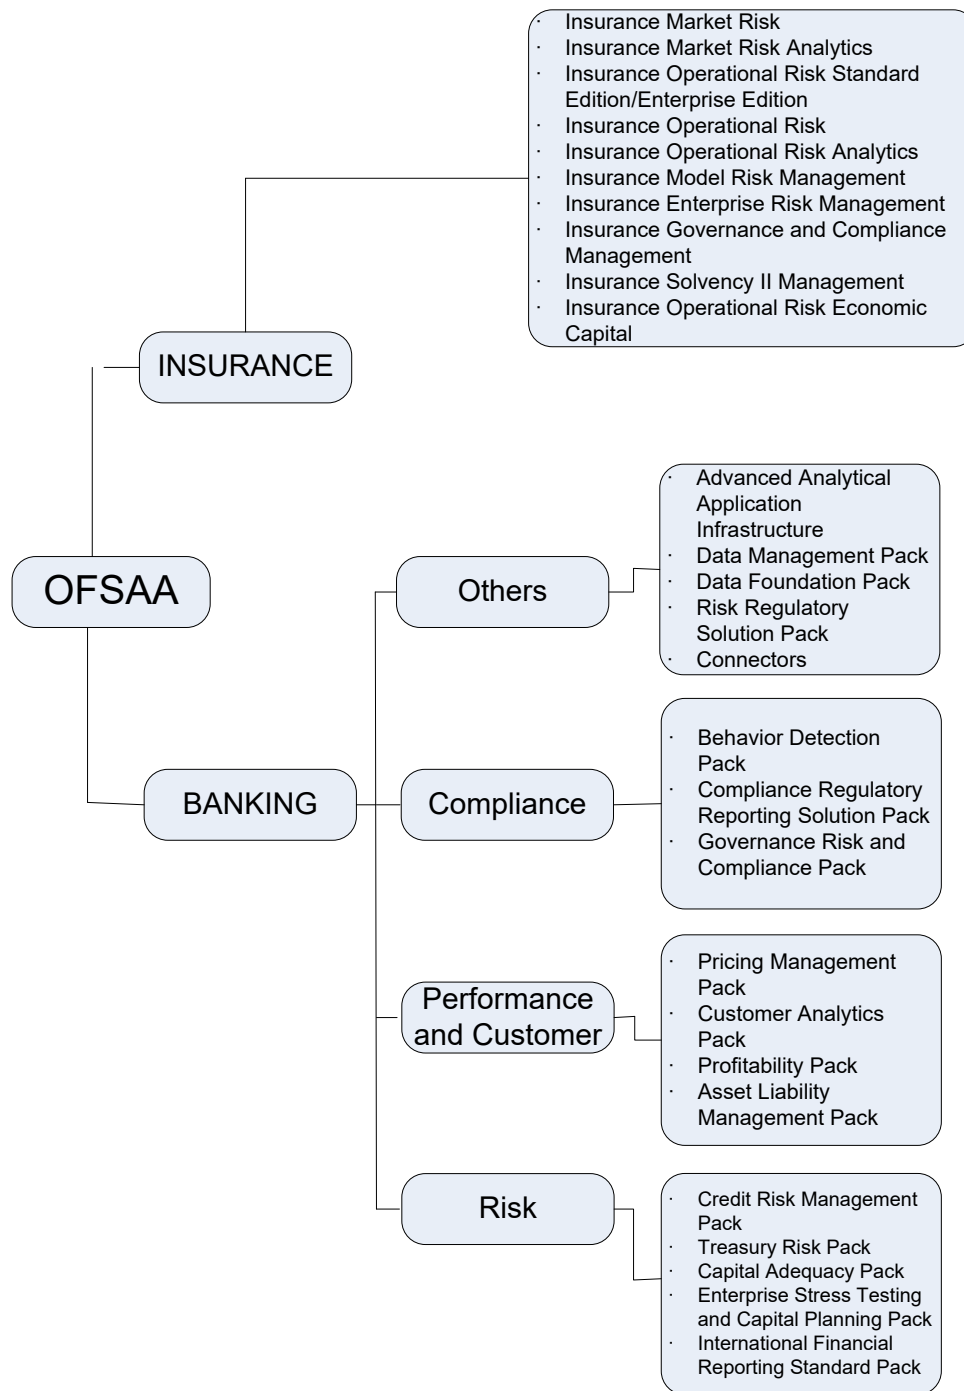 · Insurance Market Risk
· Insurance Market Risk Analytics
· Insurance Operational Risk Standard
Edition/Enterprise Edition
· Insurance Operational Risk
· Insurance Operational Risk Analytics
· Insurance Model Risk Management
· Insurance Enterprise Risk Management
· Insurance Governance and Compliance
Management
· Insurance Solvency II Management
· Insurance Operational Risk Economic
Capital
INSURANCE
OFSAA
BANKING
Others
· Advanced Analytical
Application
Infrastructure
· Data Management Pack
· Data Foundation Pack
· Risk Regulatory
Solution Pack
· Connectors
Compliance
· Behavior Detection
Pack
· Compliance Regulatory
Reporting Solution Pack
· Governance Risk and
Compliance Pack
Performance
and Customer
· Pricing Management
Pack
· Customer Analytics
Pack
· Profitability Pack
· Asset Liability
Management Pack
Risk
· Credit Risk Management
Pack
· Treasury Risk Pack
· Capital Adequacy Pack
· Enterprise Stress Testing
and Capital Planning Pack
· International Financial
Reporting Standard Pack